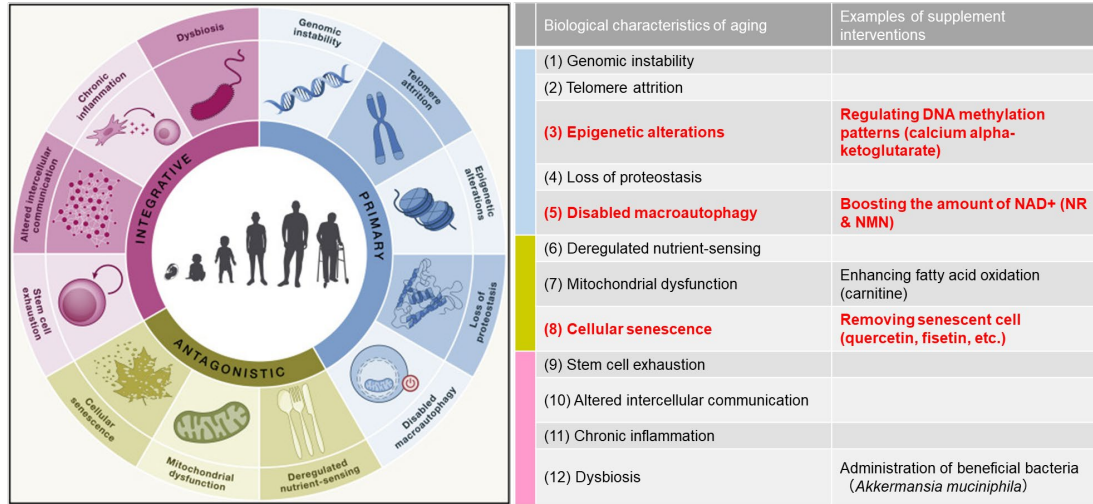 Dysbiosis
Genomic
instability
Telomere
attrition
Epigenetic
alterations
Loss of
proteostasis
Disabled
macroautophagy
Deregulated
nutrient-sensing
Mitochondrial
dysfunction
Cellular
senescence
Stem cell
exhaustion
Altered intercellular
communication
Chronic
inflammation
INTEGRATIVE
PRIMARY
ANTAGONISTIC
Biological characteristics of aging
Examples of supplement
interventions
(1) Genomic instability
(2) Telomere attrition
(3) Epigenetic alterations
Regulating DNA methylation
patterns (calcium alpha-
ketoglutarate)
(4) Loss of proteostasis
(5) Disabled macroautophagy
Boosting the amount of NAD+ (NR
& NMN)
(6) Deregulated nutrient-sensing
(7) Mitochondrial dysfunction
Enhancing fatty acid oxidation
(carnitine)
(8) Cellular senescence
Removing senescent cell
(quercetin, fisetin, etc.)
(9) Stem cell exhaustion
(10) Altered intercellular communication
(11) Chronic inflammation
(12) Dysbiosis
Administration of beneficial bacteria
（Akkermansia muciniphila）